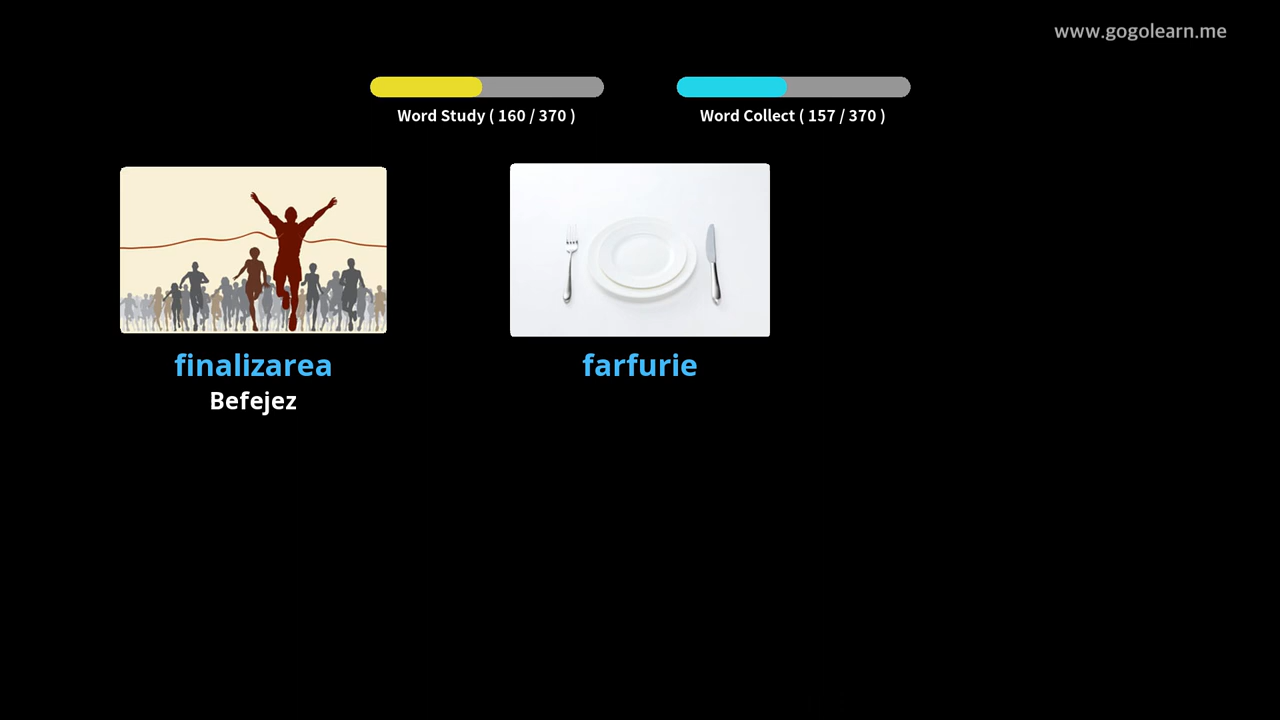 www.gogolearn.me
Word Study ( 160 / 370 )
Word Collect ( 157 / 370 )
finalizarea
Befejez
farfurie